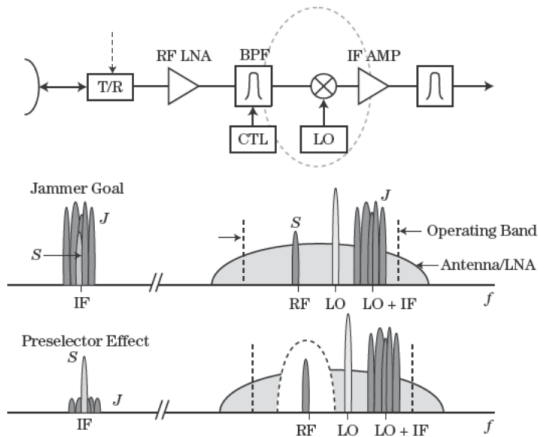 RF LNA BPF IF AMP
T/R
CTL LO
Jammer Goal
J
S
IF
S
J
Operating Band
Antenna/LNA
RF LO LO + IF f
Preselector Effect
S
J
IF
RF LO LO + IF f